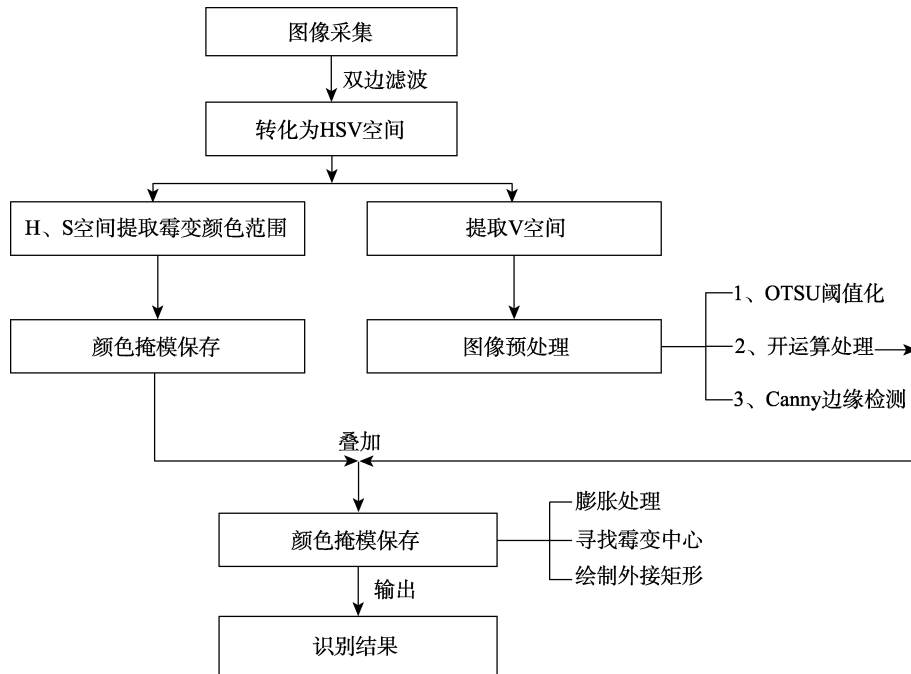 图像采集
双边滤波
转化为HSV空间
H、S空间提取霉变颜色范围
提取V空间
颜色掩模保存
图像预处理
1、OTSU阈值化
2、开运算处理
3、Canny边缘检测
叠加
颜色掩模保存
膨胀处理
寻找霉变中心
绘制外接矩形
输出
识别结果